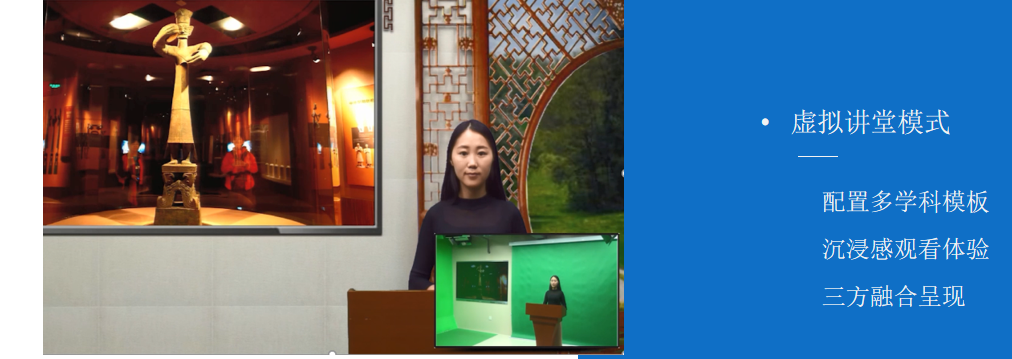 • 虚拟讲堂模式
配置多学科模板
沉浸感观看体验
三方融合呈现